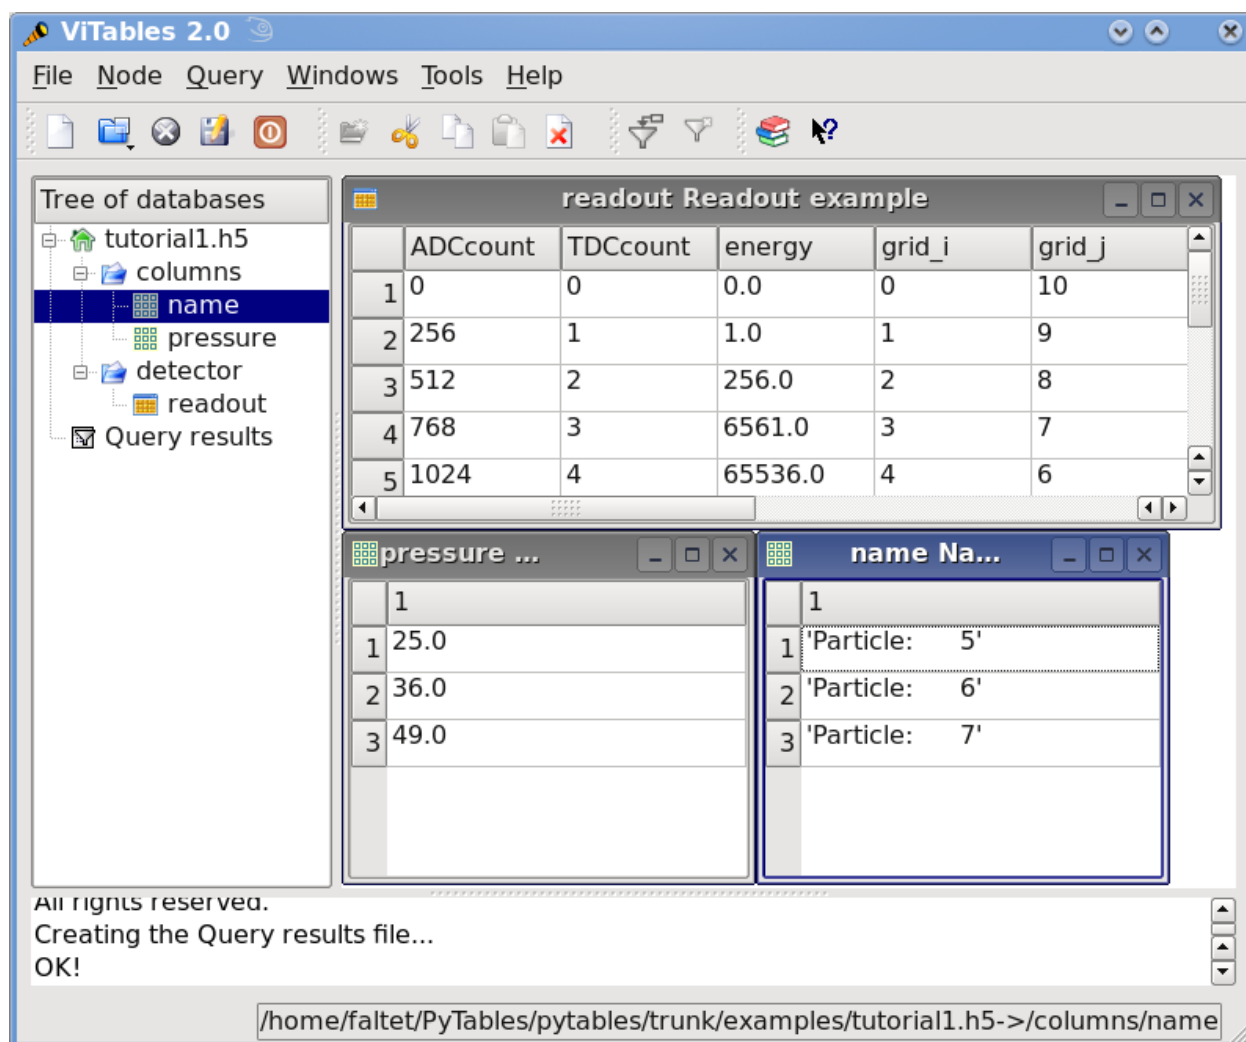 ViTables 2.0
File Node Query Windows Tools Help
Tree of databases
tutorial1.h5
columns
name
pressure
detector
readout
Query results
readout Readout example
ADCcount TDCcount energy grid_i grid_j
1 0 0 0.0 0 10
2 256 1 1.0 1 9
3 512 2 256.0 2 8
4 768 3 6561.0 3 7
5 1024 4 65536.0 4 6
pressure ...
1
1 25.0
2 36.0
3 49.0
name Na...
1
1 'Particle:      5'
2 'Particle:      6'
3 'Particle:      7'
All rights reserved.
Creating the Query results file...
OK!
/home/faltet/PyTables/pytables/trunk/examples/tutorial1.h5->/columns/name